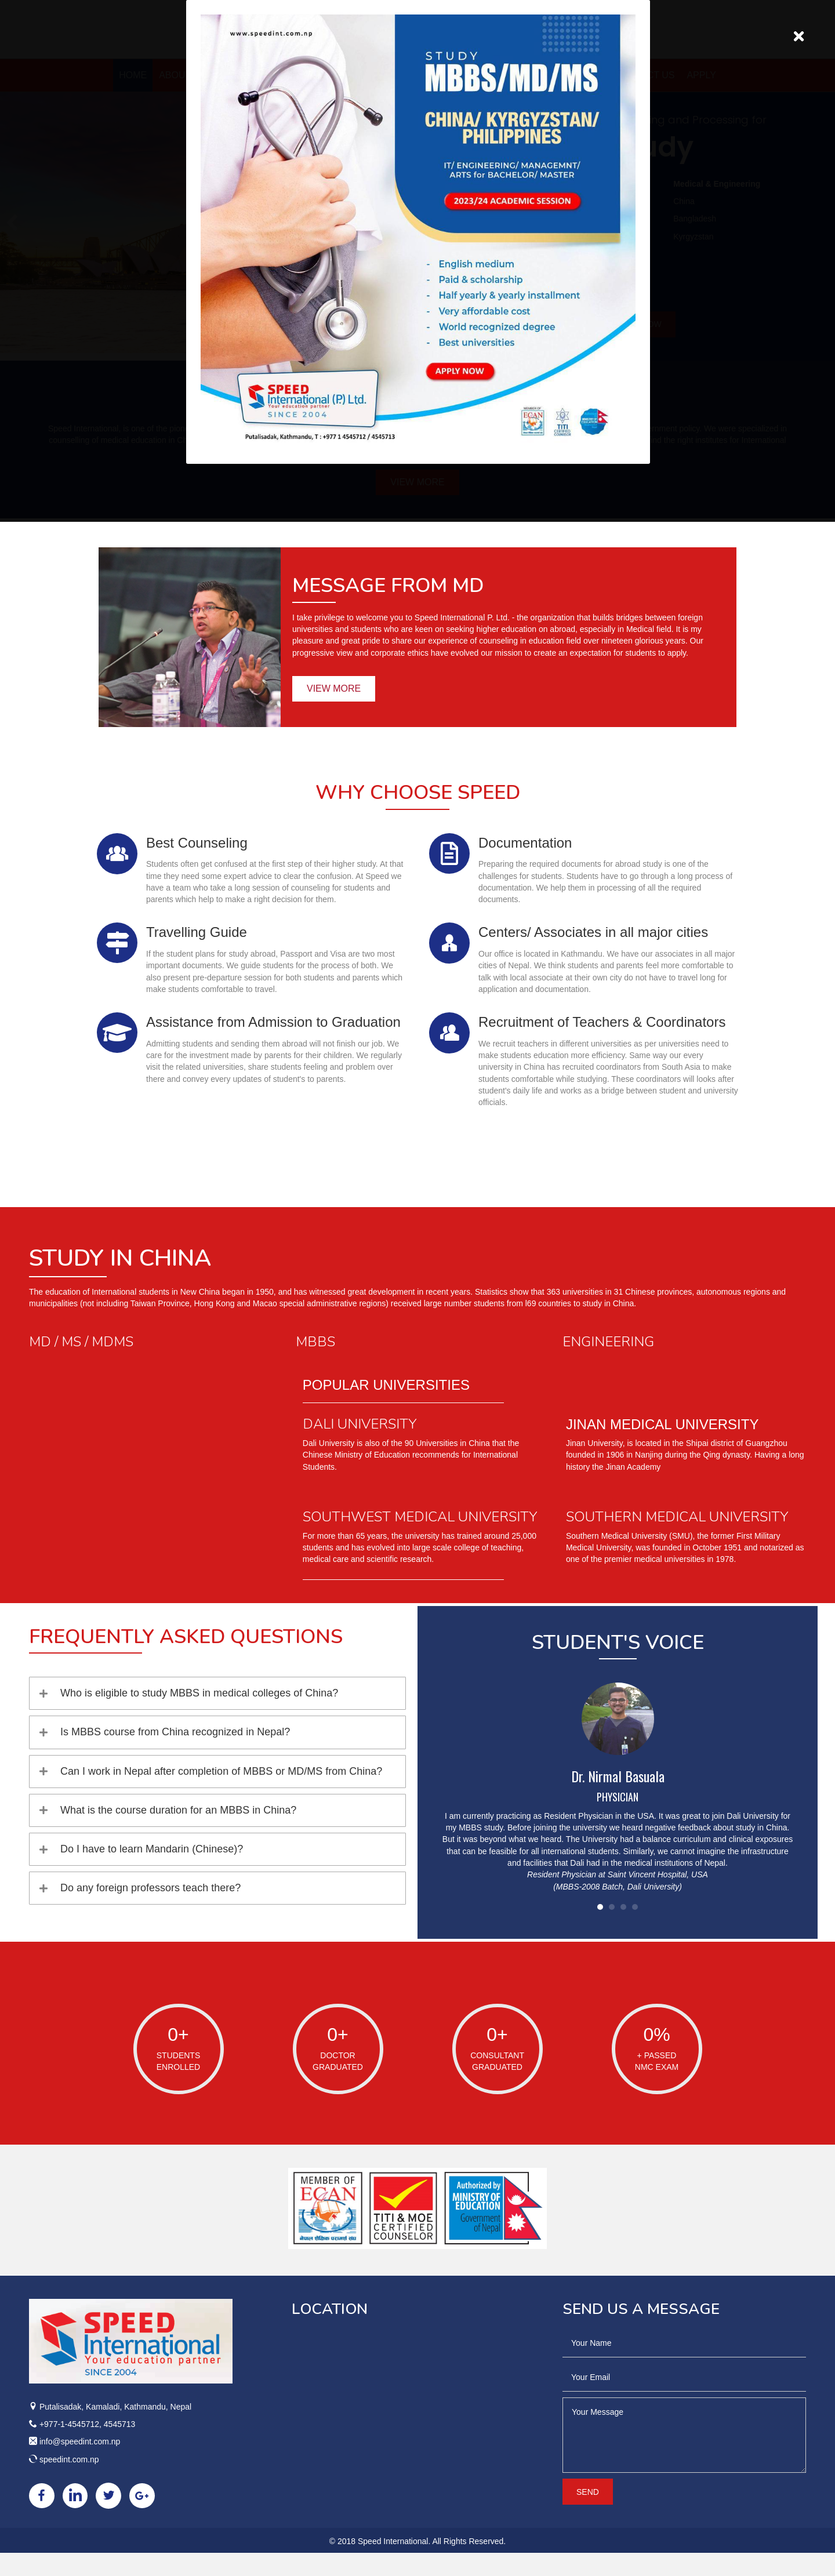 www.speedint.com.np
STUDY
MBBS/MD/MS
CHINA/ KYRGYZSTAN/
PHILIPPINES
IT/ ENGINEERING/ MANAGEMNT/
ARTS for BACHELOR/ MASTER
2023/24 ACADEMIC SESSION
- English medium
- Paid & scholarship
- Half yearly & yearly installment
- Very affordable cost
- World recognized degree
- Best universities
APPLY NOW
SPEED
International (P.) Ltd.
Your education partner
SINCE 2004
Putalisadak, Kathmandu, T : +977 1 4545712 / 4545713
MEMBER OF
ECAN
TITI
VIEW MORE
MESSAGE FROM MD
I take privilege to welcome you to Speed International P. Ltd. - the organization that builds bridges between foreign
universities and students who are keen on seeking higher education on abroad, especially in Medical field. It is my
pleasure and great pride to share our experience of counseling in education field over nineteen glorious years. Our
progressive view and corporate ethics have evolved our mission to create an expectation for students to apply.
VIEW MORE
WHY CHOOSE SPEED
Best Counseling
Students often get confused at the first step of their higher study. At that
time they need some expert advice to clear the confusion. At Speed we
have a team who take a long session of counseling for students and
parents which help to make a right decision for them.
Documentation
Preparing the required documents for abroad study is one of the
challenges for students. Students have to go through a long process of
documentation. We help them in processing of all the required
documents.
Travelling Guide
If the student plans for study abroad, Passport and Visa are two most
important documents. We guide students for the process of both. We
also present pre-departure session for both students and parents which
make students comfortable to travel.
Centers/ Associates in all major cities
Our office is located in Kathmandu. We have our associates in all major
cities of Nepal. We think students and parents feel more comfortable to
talk with local associate at their own city do not have to travel long for
application and documentation.
Assistance from Admission to Graduation
Admitting students and sending them abroad will not finish our job. We
care for the investment made by parents for their children. We regularly
visit the related universities, share students feeling and problem over
there and convey every updates of student's to parents.
Recruitment of Teachers & Coordinators
We recruit teachers in different universities as per universities need to
make students education more efficiency. Same way our every
university in China has recruited coordinators from South Asia to make
students comfortable while studying. These coordinators will looks after
student's daily life and works as a bridge between student and university
officials.
STUDY IN CHINA
The education of International students in New China began in 1950, and has witnessed great development in recent years. Statistics show that 363 universities in 31 Chinese provinces, autonomous regions and
municipalities (not including Taiwan Province, Hong Kong and Macao special administrative regions) received large number students from l69 countries to study in China.
MD / MS / MDMS
MBBS
ENGINEERING
POPULAR UNIVERSITIES
DALI UNIVERSITY
Dali University is also of the 90 Universities in China that the
Chinese Ministry of Education recommends for International
Students.
JINAN MEDICAL UNIVERSITY
Jinan University, is located in the Shipai district of Guangzhou
founded in 1906 in Nanjing during the Qing dynasty. Having a long
history the Jinan Academy
SOUTHWEST MEDICAL UNIVERSITY
For more than 65 years, the university has trained around 25,000
students and has evolved into large scale college of teaching,
medical care and scientific research.
SOUTHERN MEDICAL UNIVERSITY
Southern Medical University (SMU), the former First Military
Medical University, was founded in October 1951 and notarized as
one of the premier medical universities in 1978.
FREQUENTLY ASKED QUESTIONS
Who is eligible to study MBBS in medical colleges of China?
Is MBBS course from China recognized in Nepal?
Can I work in Nepal after completion of MBBS or MD/MS from China?
What is the course duration for an MBBS in China?
Do I have to learn Mandarin (Chinese)?
Do any foreign professors teach there?
STUDENT'S VOICE
Dr. Nirmal Basuala
PHYSICIAN
I am currently practicing as Resident Physician in the USA. It was great to join Dali University for
my MBBS study. Before joining the university we heard negative feedback about study in China.
But it was beyond what we heard. The University had a balance curriculum and clinical exposures
that can be feasible for all international students. Similarly, we cannot imagine the infrastructure
and facilities that Dali had in the medical institutions of Nepal.
Resident Physician at Saint Vincent Hospital, USA
(MBBS-2008 Batch, Dali University)
0+
STUDENTS
ENROLLED
0+
DOCTOR
GRADUATED
0+
CONSULTANT
GRADUATED
0%
+ PASSED
NMC EXAM
MEMBER OF
ECAN
TITI & MOE
CERTIFIED
COUNSELOR
Authorized by
MINISTRY OF
EDUCATION
Government
of Nepal
SPEED
International
Your education partner
SINCE 2004
Putalisadak, Kamaladi, Kathmandu, Nepal
+977-1-4545712, 4545713
info@speedint.com.np
speedint.com.np
LOCATION
SEND US A MESSAGE
Your Name
Your Email
Your Message
SEND
© 2018 Speed International. All Rights Reserved.